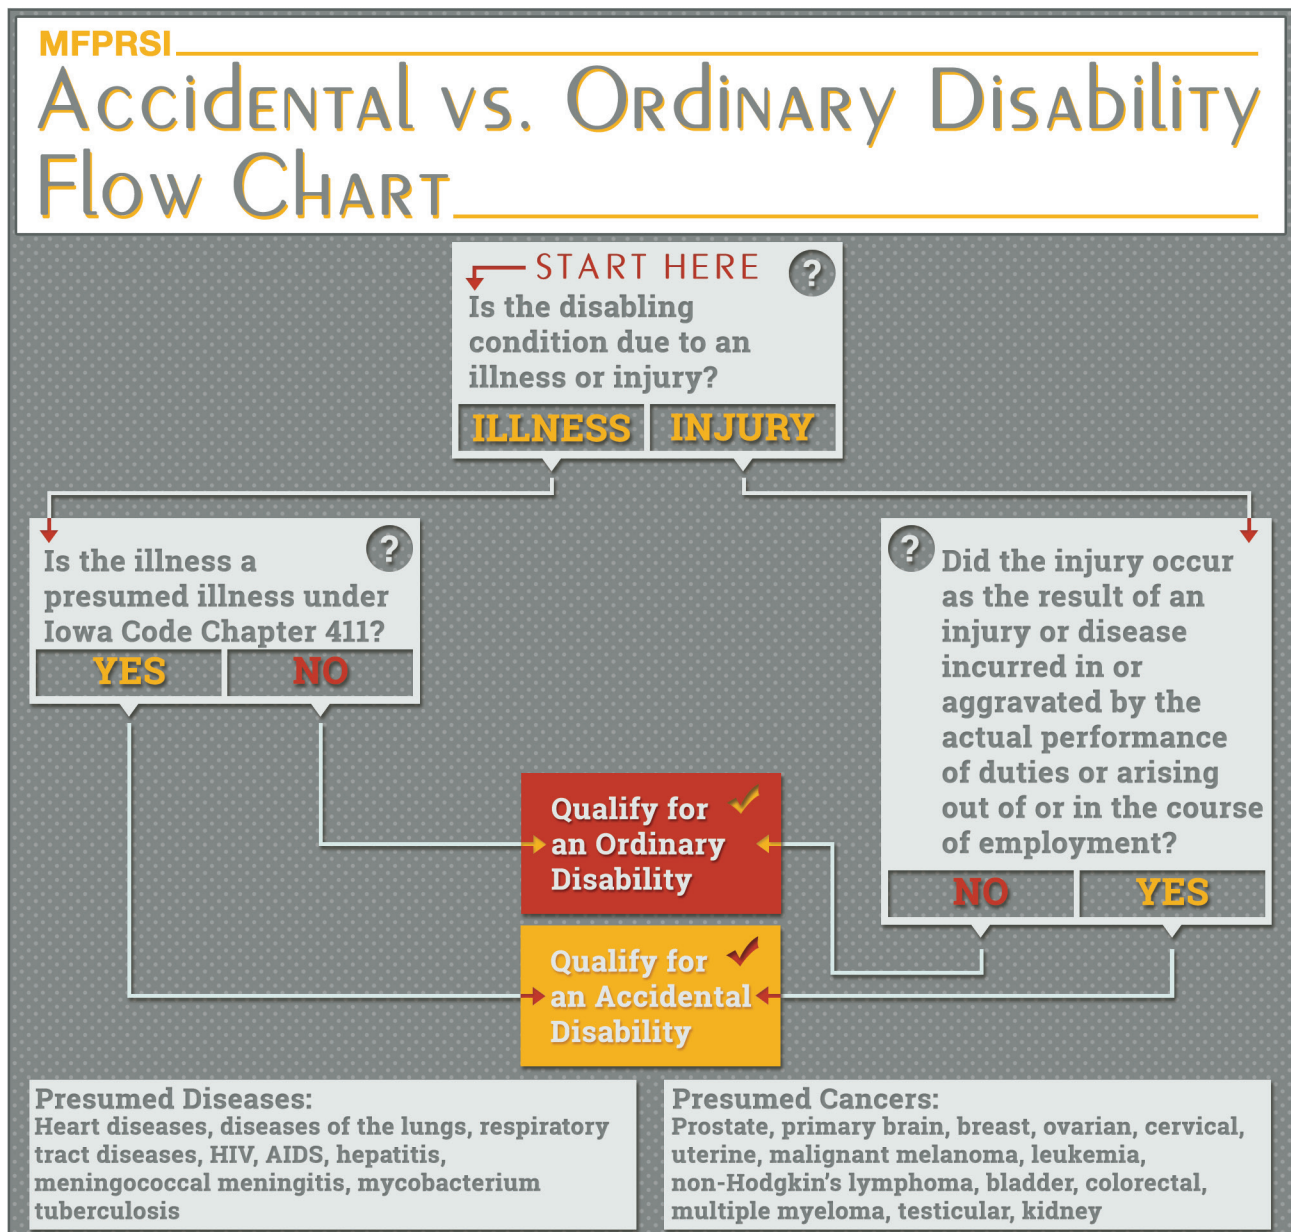 MFPRSI
Accidental vs. Ordinary Disability
Flow Chart
START HERE
?
Is the disabling
condition due to an
illness or injury?
ILLNESS
INJURY
?
Is the illness a
presumed illness under
Iowa Code Chapter 411?
YES
NO
?
Did the injury occur
as the result of an
injury or disease
incurred in or
aggravated by the
actual performance
of duties or arising
out of or in the course
of employment?
NO
YES
Qualify for
an Ordinary
Disability
Qualify for
an Accidental
Disability
Presumed Diseases:
Heart diseases, diseases of the lungs, respiratory
tract diseases, HIV, AIDS, hepatitis,
meningococcal meningitis, mycobacterium
tuberculosis
Presumed Cancers:
Prostate, primary brain, breast, ovarian, cervical,
uterine, malignant melanoma, leukemia,
non-Hodgkin's lymphoma, bladder, colorectal,
multiple myeloma, testicular, kidney